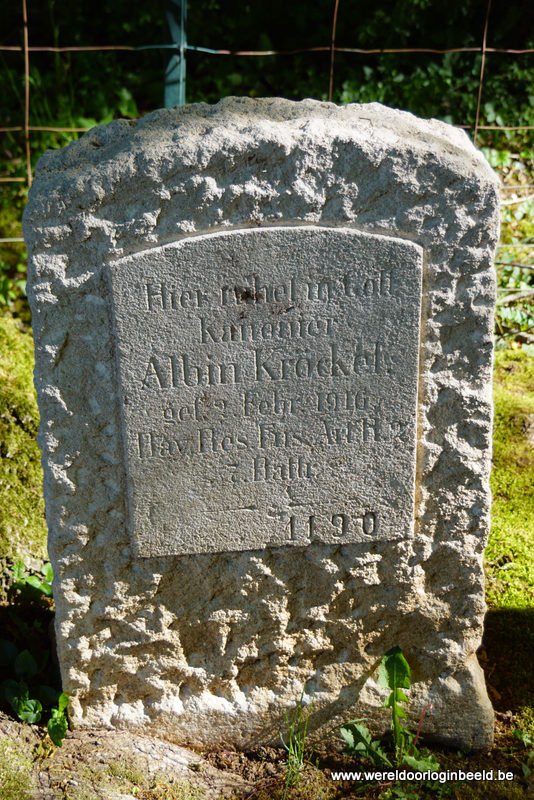 Hier ruhet in Gott
Kanonier
Albin Kröckel.
gef. 2. Febr. 1916
Bay. Res. Fus. Art. R. 2
7. Batt.
1190
www.wereldoorloginbeeld.be